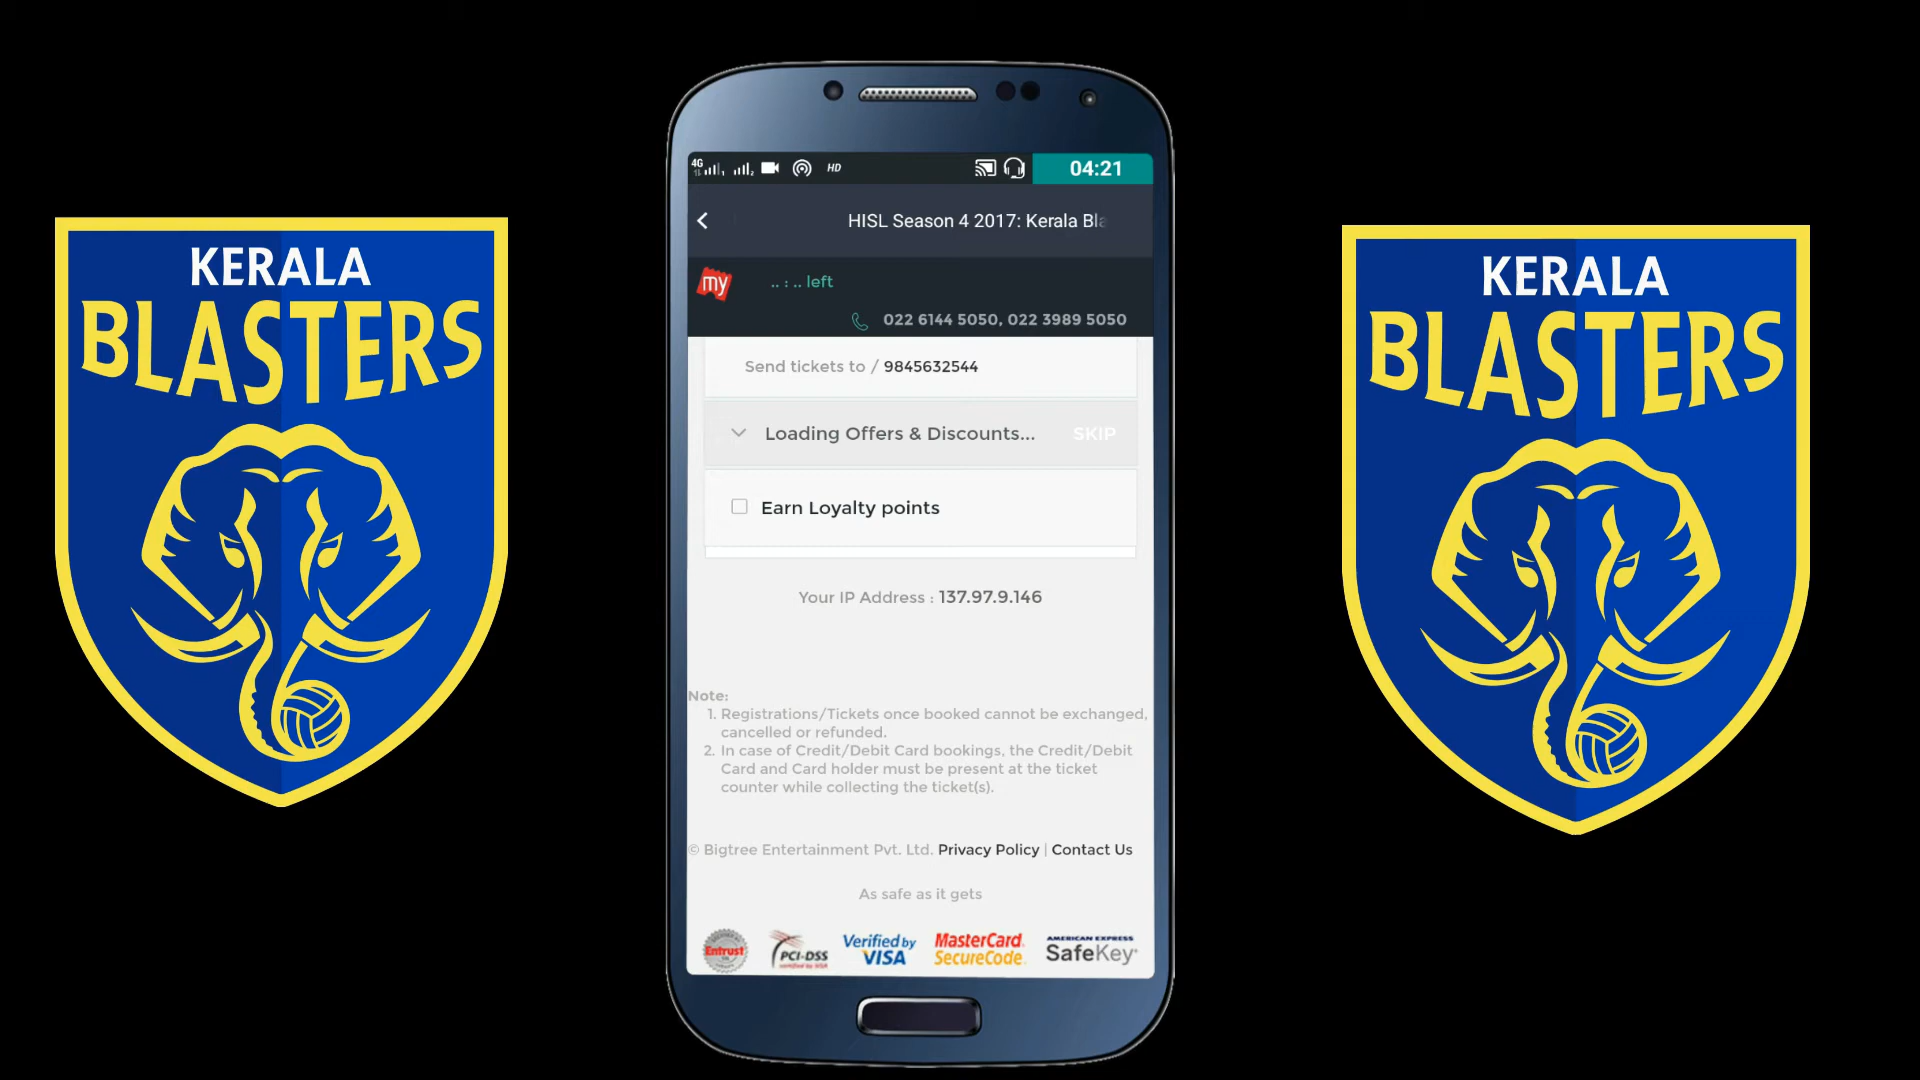 KERALA
BLASTERS
4G
HD
04:21
HISL Season 4 2017: Kerala Bla
my
.. : .. left
022 6144 5050, 022 3989 5050
Send tickets to / 9845632544
Loading Offers & Discounts...
SKIP
Earn Loyalty points
Your IP Address : 137.97.9.146
Note:
1. Registrations/Tickets once booked cannot be exchanged,
cancelled or refunded.
2. In case of Credit/Debit Card bookings, the Credit/Debit
Card and Card holder must be present at the ticket
counter while collecting the ticket(s).
© Bigtree Entertainment Pvt. Ltd. Privacy Policy | Contact Us
As safe as it gets
Entrust
PCI-DSS
Verified by
VISA
MasterCard
SecureCode
AMERICAN EXPRESS
SafeKey
KERALA
BLASTERS